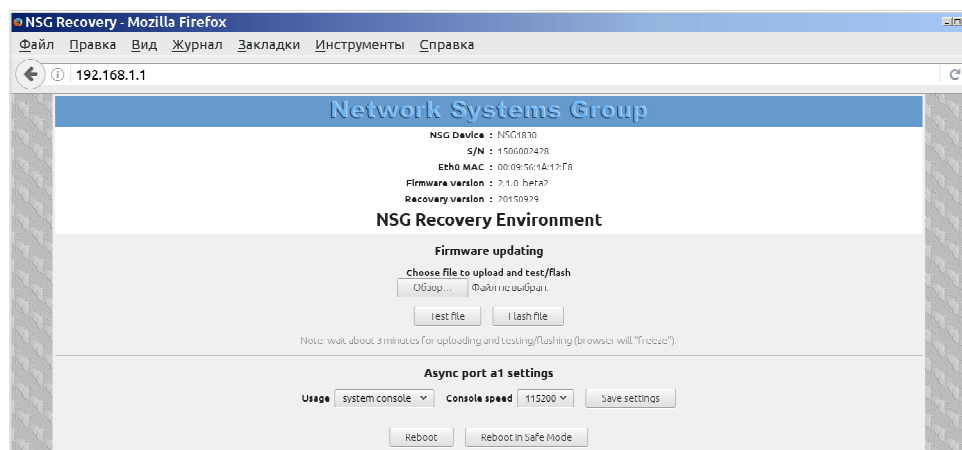 NSG Recovery - Mozilla Firefox
Файл Правка Вид Журнал Закладки Инструменты Справка
192.168.1.1
Network Systems Group
NSG Device : NSG1830
S/N : 1506002428
Eth0 MAC : 00:09:56:1A:12:F8
Firmware version : 2.1.0 beta2
Recovery version : 20150929
NSG Recovery Environment
Firmware updating
Choose file to upload and test/flash
Обзор... Файл не выбран.
Test file Flash file
Note: wait about 3 minutes for uploading and testing/flashing (browser will "freeze").
Async port a1 settings
Usage system console Console speed 115200 Save settings
Reboot Reboot in Safe Mode